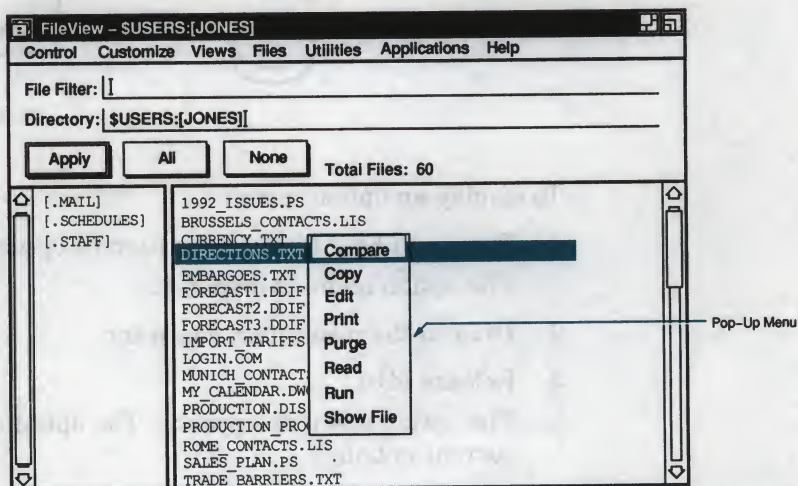 FileView – $USERS:[JONES]
Control Customize Views Files Utilities Applications Help
File Filter:
Directory: $USERS:[JONES]
Apply All None Total Files: 60
[.MAIL]
[.SCHEDULES]
[.STAFF]
1992_ISSUES.PS
BRUSSELS_CONTACTS.LIS
CURRENCY.TXT
DIRECTIONS.TXT
EMBARGOES.TXT
FORECAST1.DDIF
FORECAST2.DDIF
FORECAST3.DDIF
IMPORT_TARIFFS
LOGIN.COM
MUNICH_CONTACT
MY_CALENDAR.DW
PRODUCTION.DIS
PRODUCTION_PRO
ROME_CONTACTS.LIS
SALES_PLAN.PS
TRADE_BARRIERS.TXT
Compare
Copy
Edit
Print
Purge
Read
Run
Show File
Pop-Up Menu